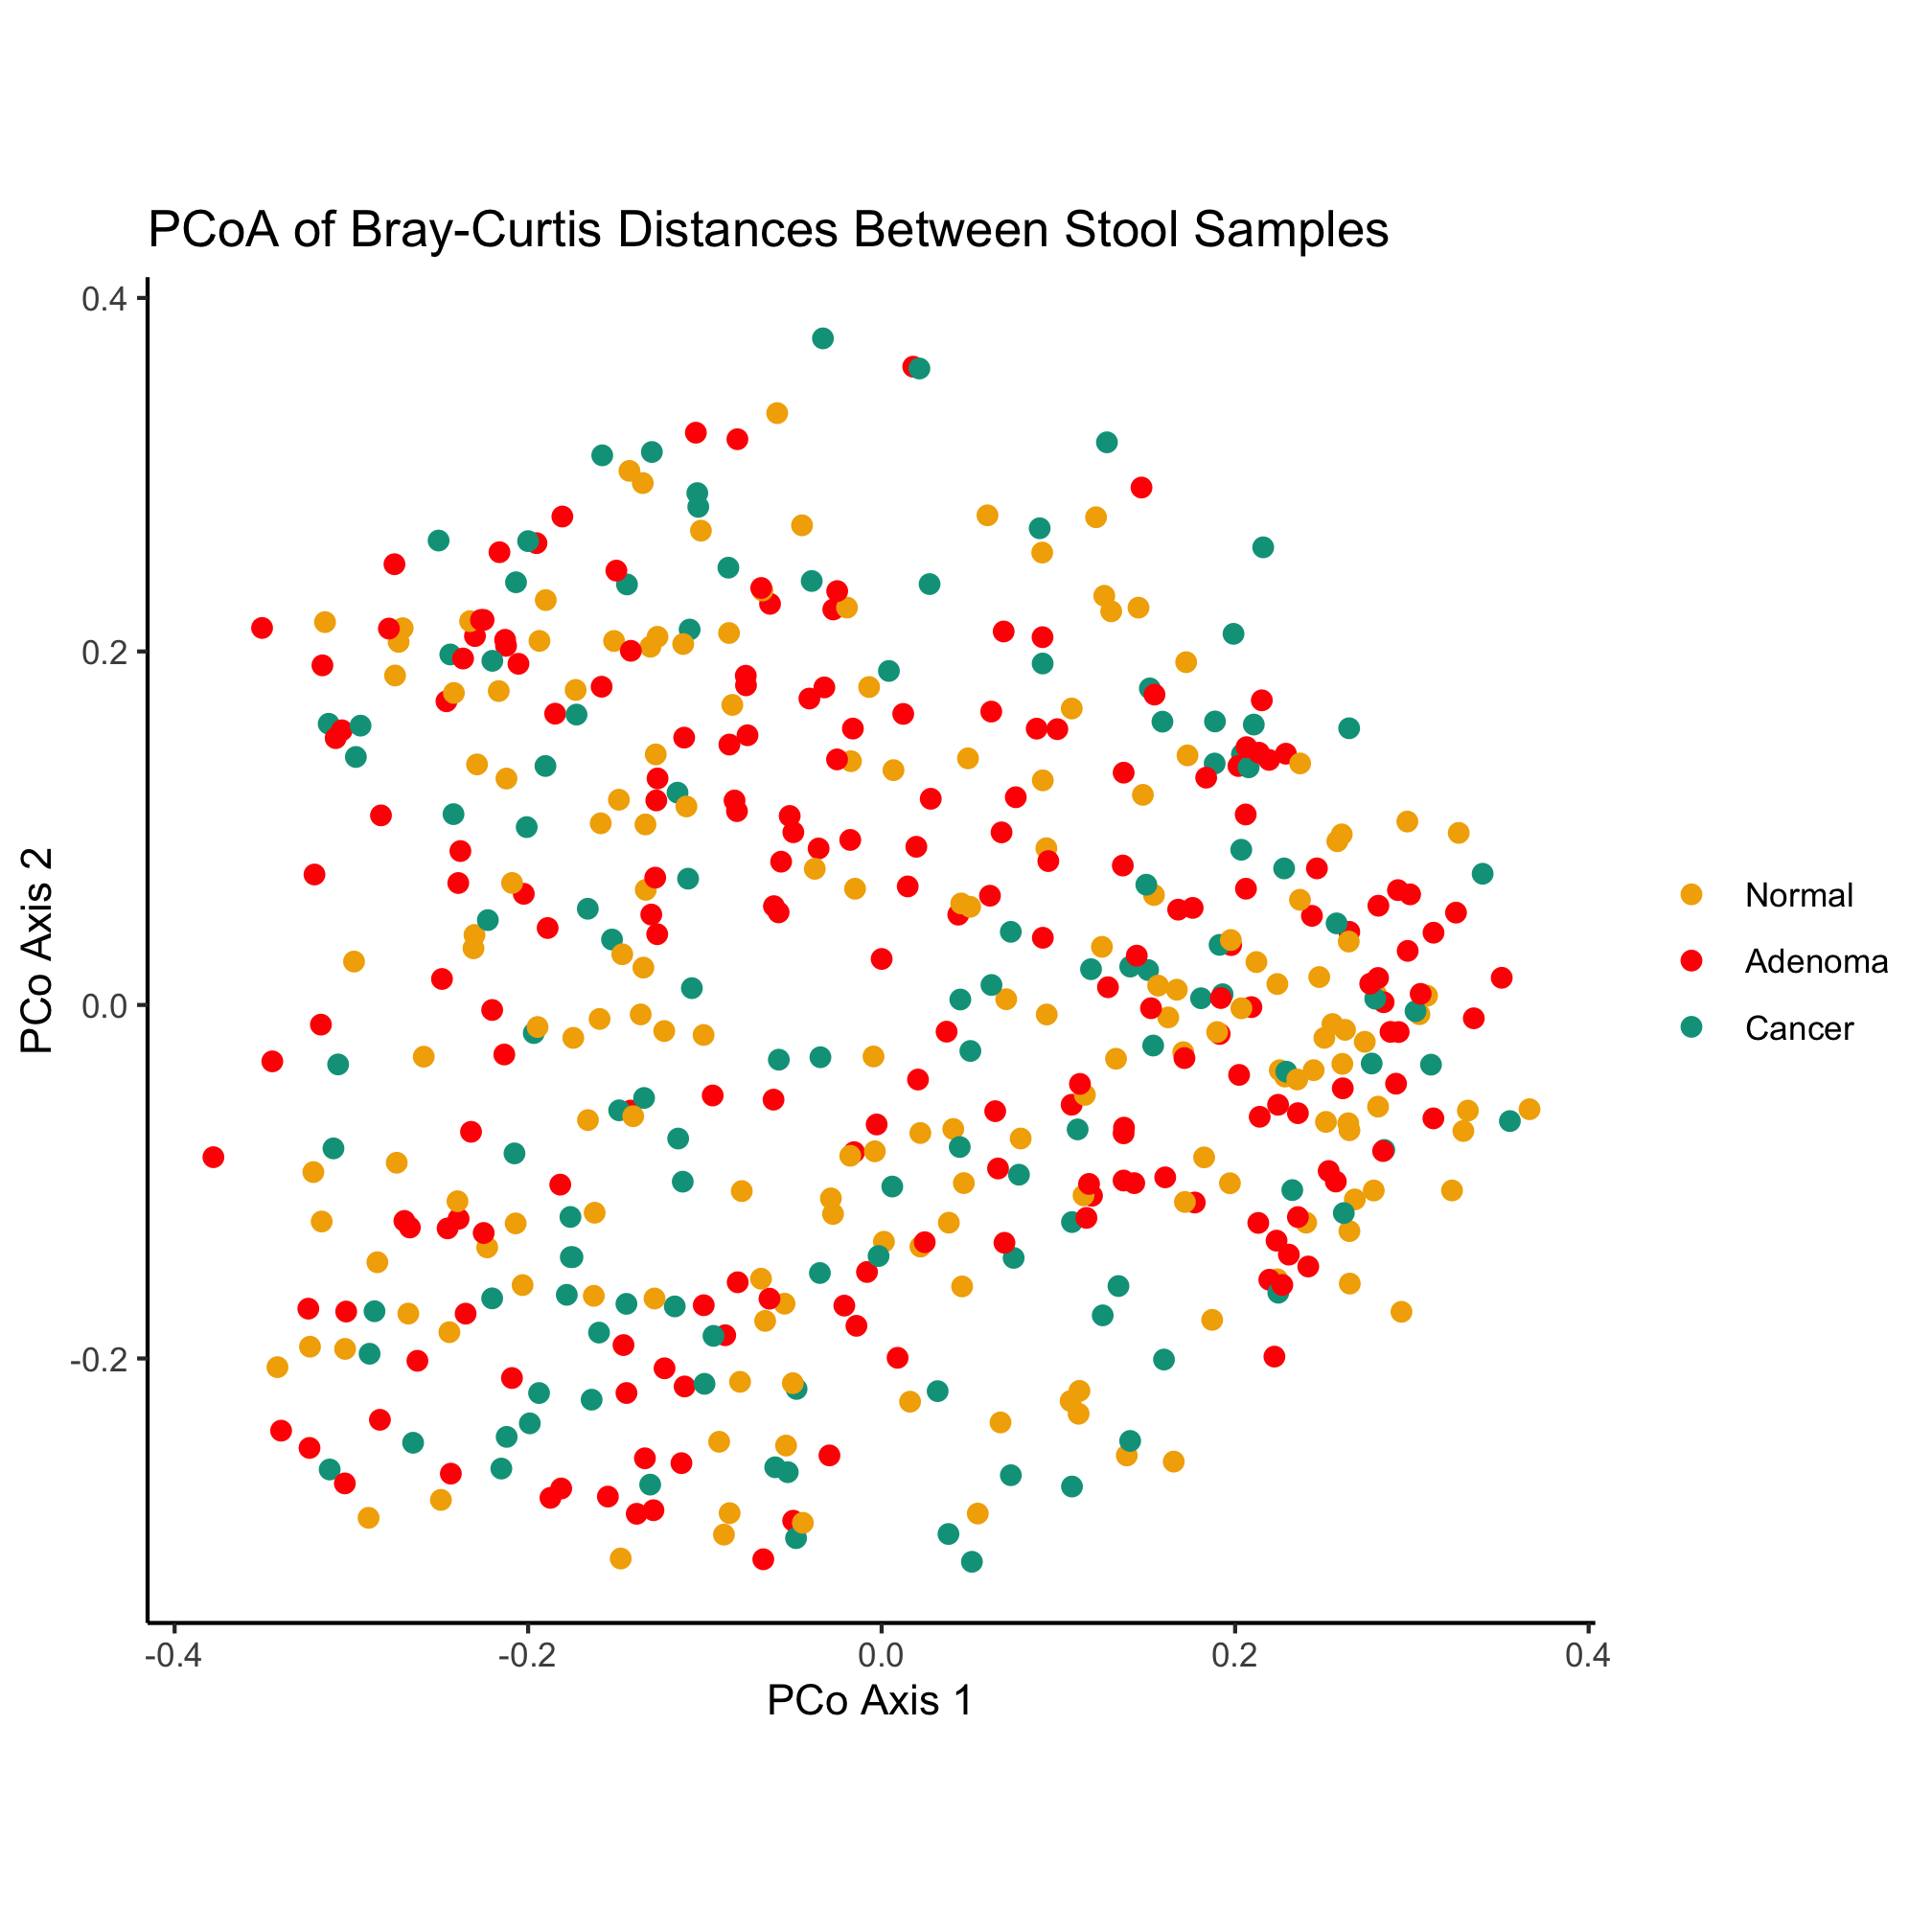 PCoA of Bray-Curtis Distances Between Stool Samples
0.4
0.2
0.0
-0.2
PCo Axis 2
-0.4
-0.2
0.0
0.2
0.4
PCo Axis 1
Normal
Adenoma
Cancer